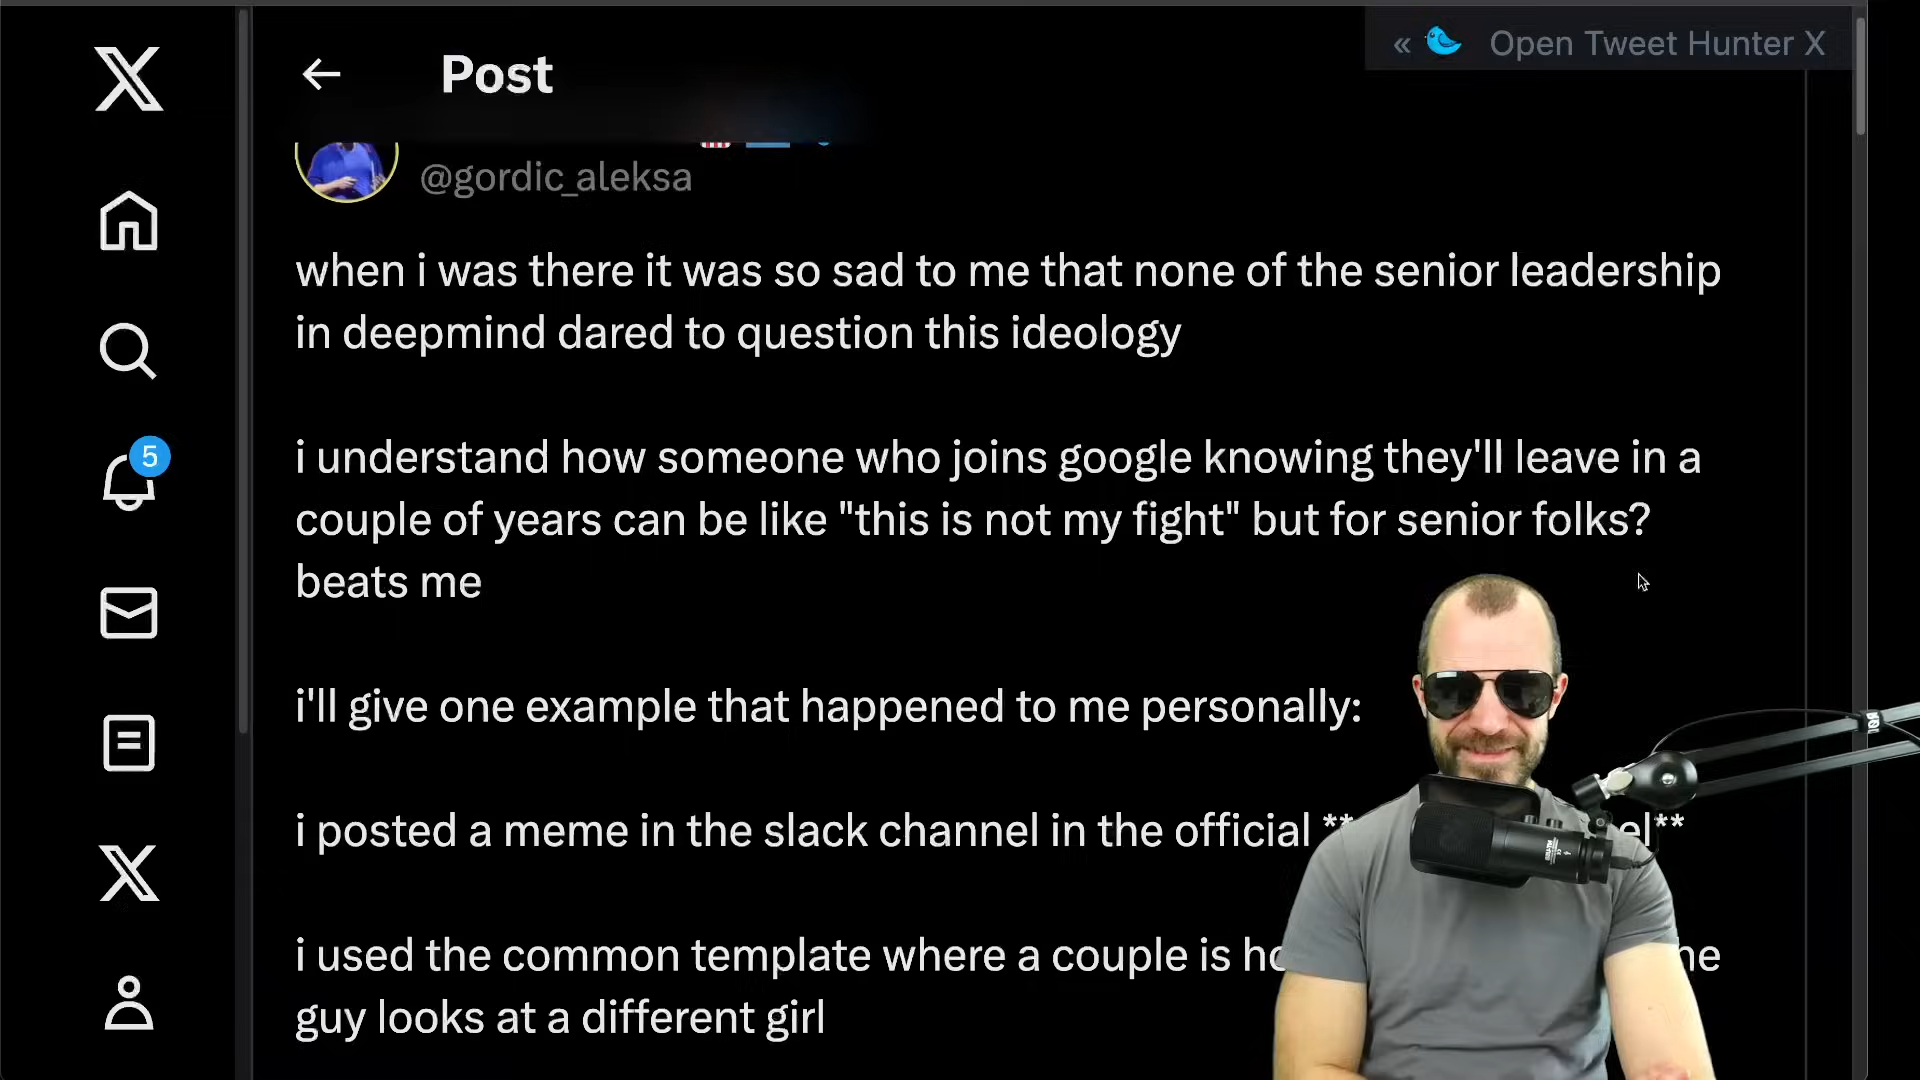 Post
« Open Tweet Hunter X
@gordic_aleksa
when i was there it was so sad to me that none of the senior leadership
in deepmind dared to question this ideology
5
i understand how someone who joins google knowing they'll leave in a
couple of years can be like "this is not my fight" but for senior folks?
beats me
i'll give one example that happened to me personally:
i posted a meme in the slack channel in the official ** el**
i used the common template where a couple is
guy looks at a different girl